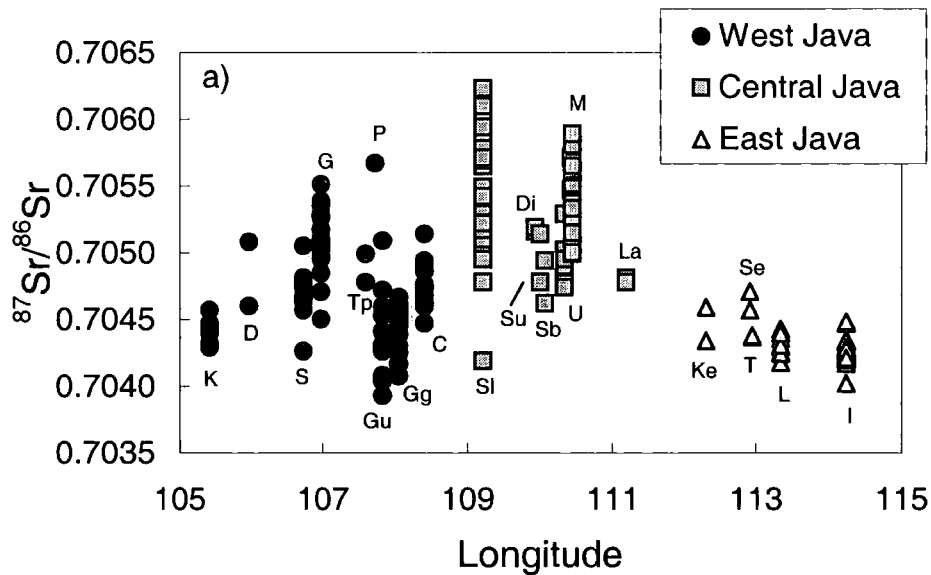 West Java
Central Java
East Java
a)
0.7065
0.7060
0.7055
0.7050
0.7045
0.7040
0.7035
87Sr/86Sr
M
P
G
Di
La
Se
Tp
D
Su
Sb
U
C
K
S
Gg
Gu
Sl
Ke
T
L
I
105
107
109
111
113
115
Longitude